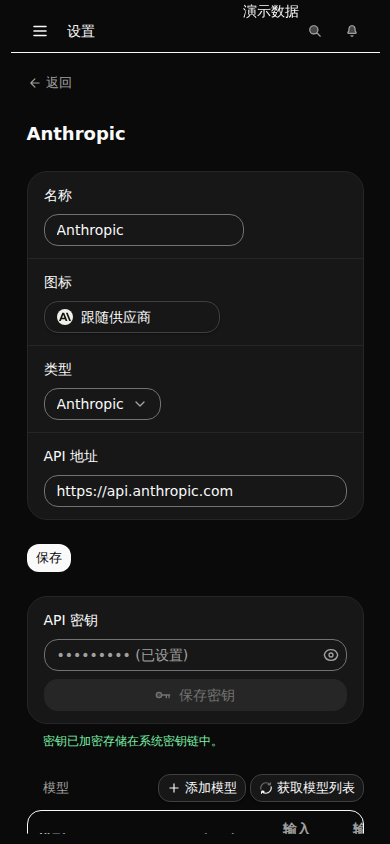 演示数据
设置
返回
Anthropic
名称
Anthropic
图标
跟随供应商
类型
Anthropic
API 地址
https://api.anthropic.com
保存
API 密钥
••••••••• (已设置)
保存密钥
密钥已加密存储在系统密钥链中。
模型
添加模型
获取模型列表
输入